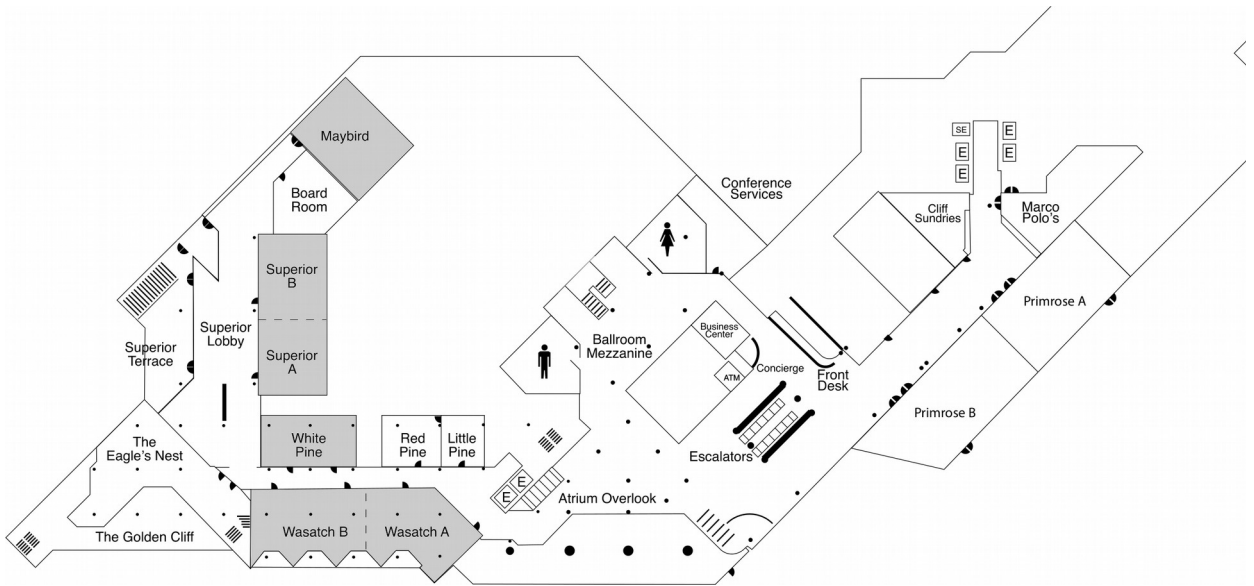 Maybird
Board
Room
Conference
Services
SE
E
E
E
E
E
Cliff
Sundries
Marco
Polo's
Superior
B
Superior
A
Superior
Lobby
Superior
Terrace
Ballroom
Mezzanine
Business
Center
ATM
Concierge
Front
Desk
Primrose A
Primrose B
The
Eagle's Nest
White
Pine
Red
Pine
Little
Pine
Escalators
E
E
Atrium Overlook
The Golden Cliff
Wasatch B
Wasatch A